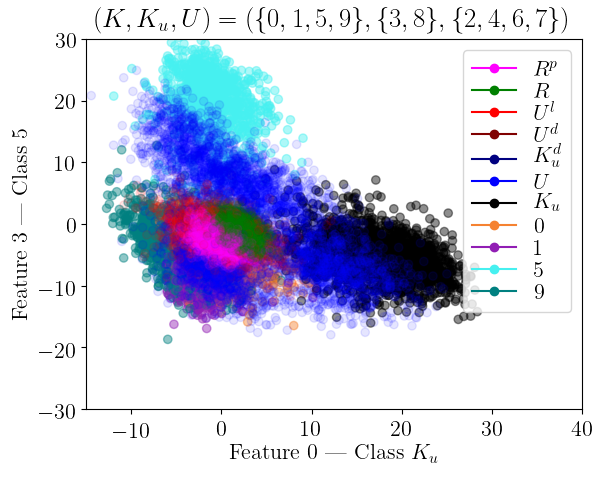 (K, K_u, U) = ({0, 1, 5, 9}, {3, 8}, {2, 4, 6, 7})
30
20
10
0
−10
−20
−30
Feature 3 — Class 5
R^p
R
U^l
U^d
K_u^d
U
K_u
0
1
5
9
−10 0 10 20 30 40
Feature 0 — Class K_u